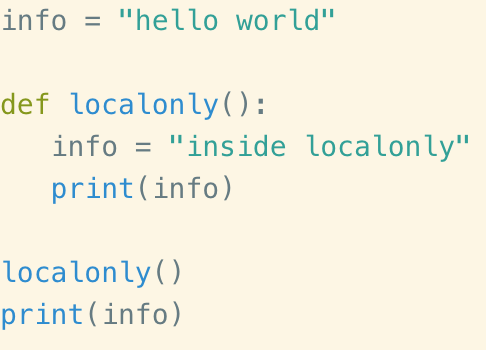 info = "hello world"

def localonly():
   info = "inside localonly"
   print(info)

localonly()
print(info)